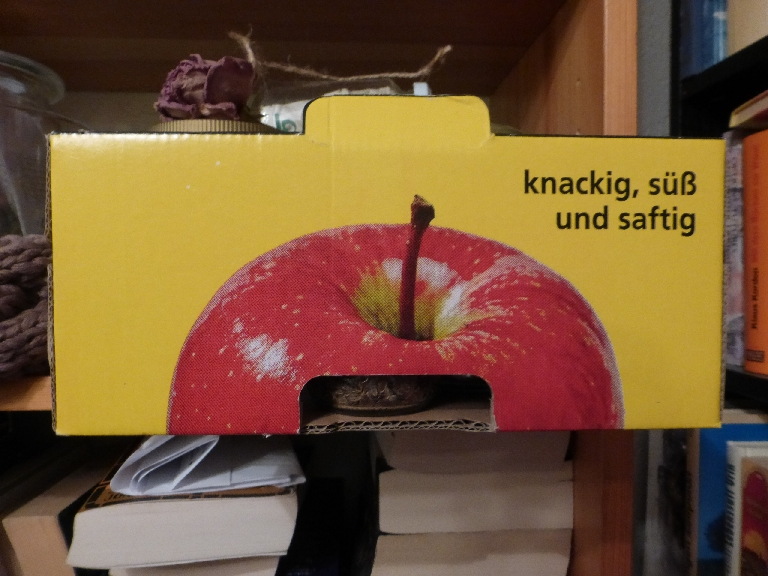 knackig, süß
und saftig